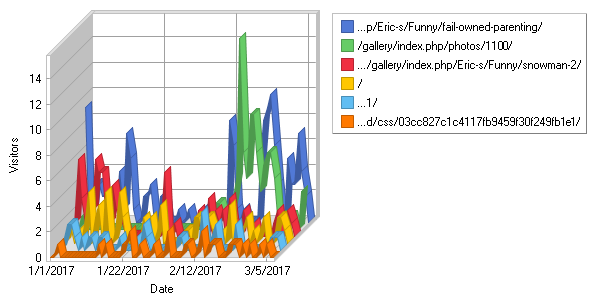 ...p/Eric-s/Funny/fail-owned-parenting/
/gallery/index.php/photos/1100/
.../gallery/index.php/Eric-s/Funny/snowman-2/
/
...1/
...d/css/03cc827c1c4117fb9459f30f249fb1e1/
14
12
10
8
6
4
2
0
Visitors
1/1/2017
1/22/2017
2/12/2017
3/5/2017
Date